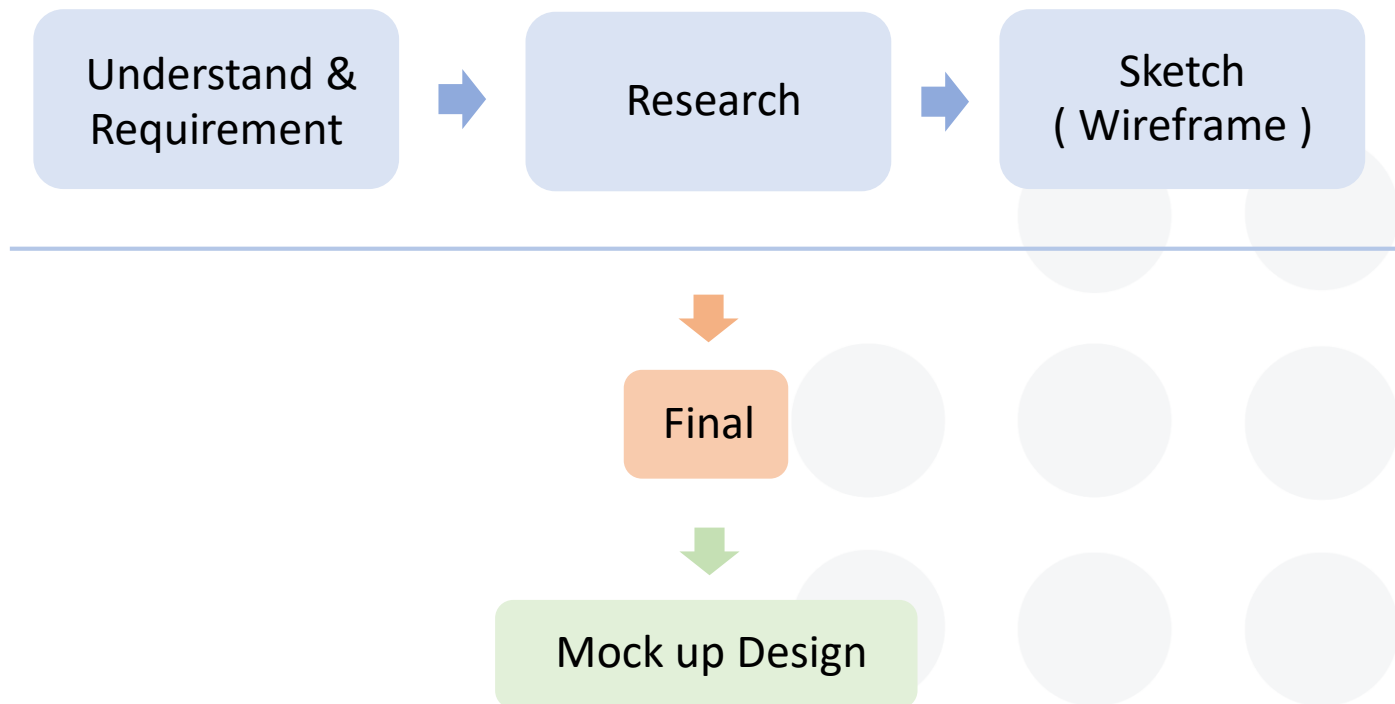 Understand &
Requirement
Research
Sketch
( Wireframe )
Final
Mock up Design